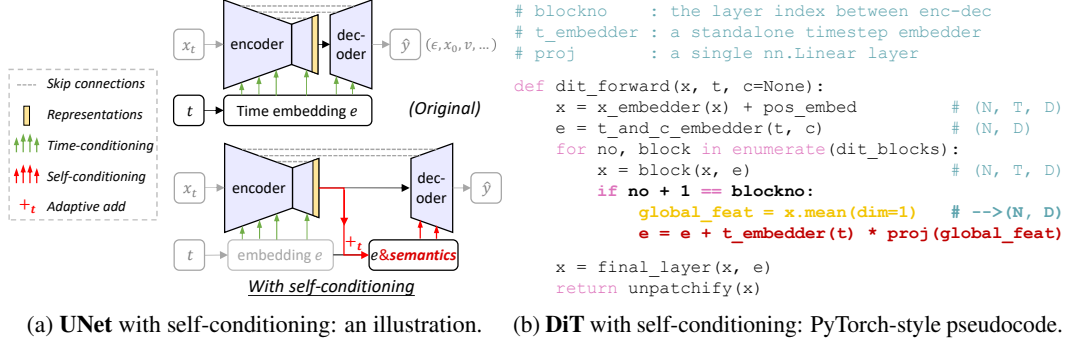 Skip connections
Representations
Time-conditioning
Self-conditioning
+t Adaptive add
x_t
encoder
dec-
oder
ŷ (ϵ, x_0, v, …)
t
Time embedding e
(Original)
x_t
encoder
dec-
oder
ŷ
+t
t
embedding e
e&semantics
With self-conditioning
(a) UNet with self-conditioning: an illustration.
# blockno    : the layer index between enc-dec
# t_embedder : a standalone timestep embedder
# proj       : a single nn.Linear layer
def dit_forward(x, t, c=None):
    x = x_embedder(x) + pos_embed        # (N, T, D)
    e = t_and_c_embedder(t, c)           # (N, D)
    for no, block in enumerate(dit_blocks):
        x = block(x, e)                  # (N, T, D)
        if no + 1 == blockno:
            global_feat = x.mean(dim=1)   # -->(N, D)
            e = e + t_embedder(t) * proj(global_feat)
    x = final_layer(x, e)
    return unpatchify(x)
(b) DiT with self-conditioning: PyTorch-style pseudocode.